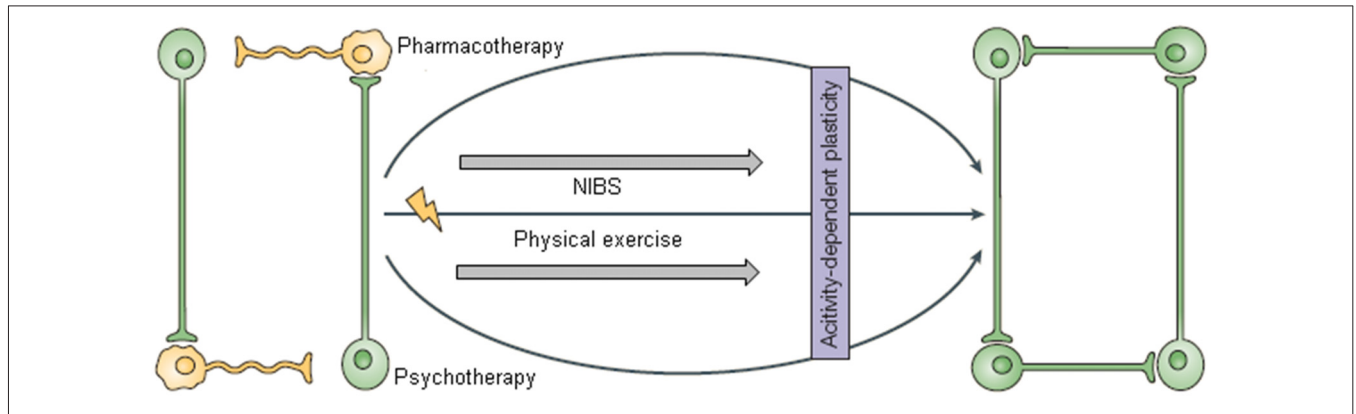 Pharmacotherapy
NIBS
Physical exercise
Acitivity-dependent plasticity
Psychotherapy